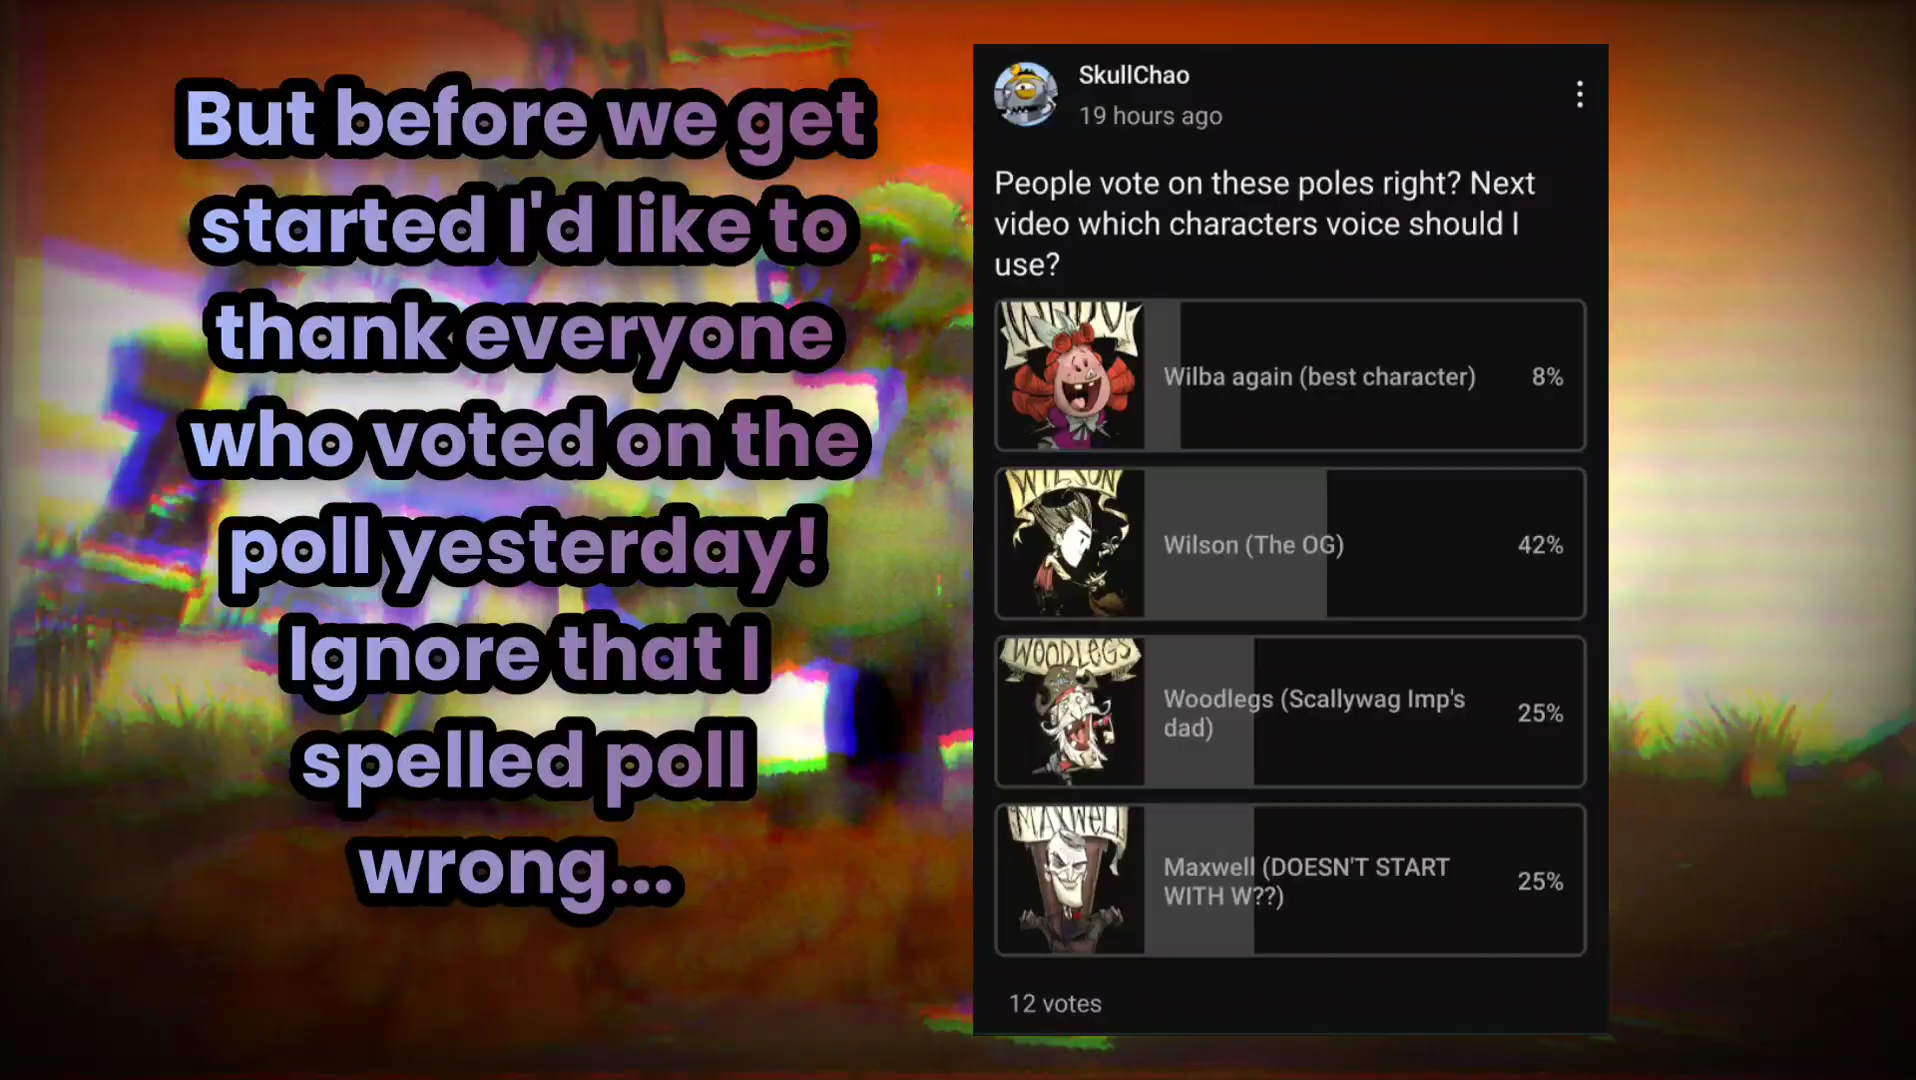 But before we get
started I'd like to
thank everyone
who voted on the
poll yesterday!
Ignore that I
spelled poll
wrong...
SkullChao
19 hours ago
People vote on these poles right? Next
video which characters voice should I
use?
Wilba again (best character)
8%
WILSON
Wilson (The OG)
42%
WOODLEGS
Woodlegs (Scallywag Imp's
dad)
25%
MAXWELL
Maxwell (DOESN'T START
WITH W??)
25%
12 votes